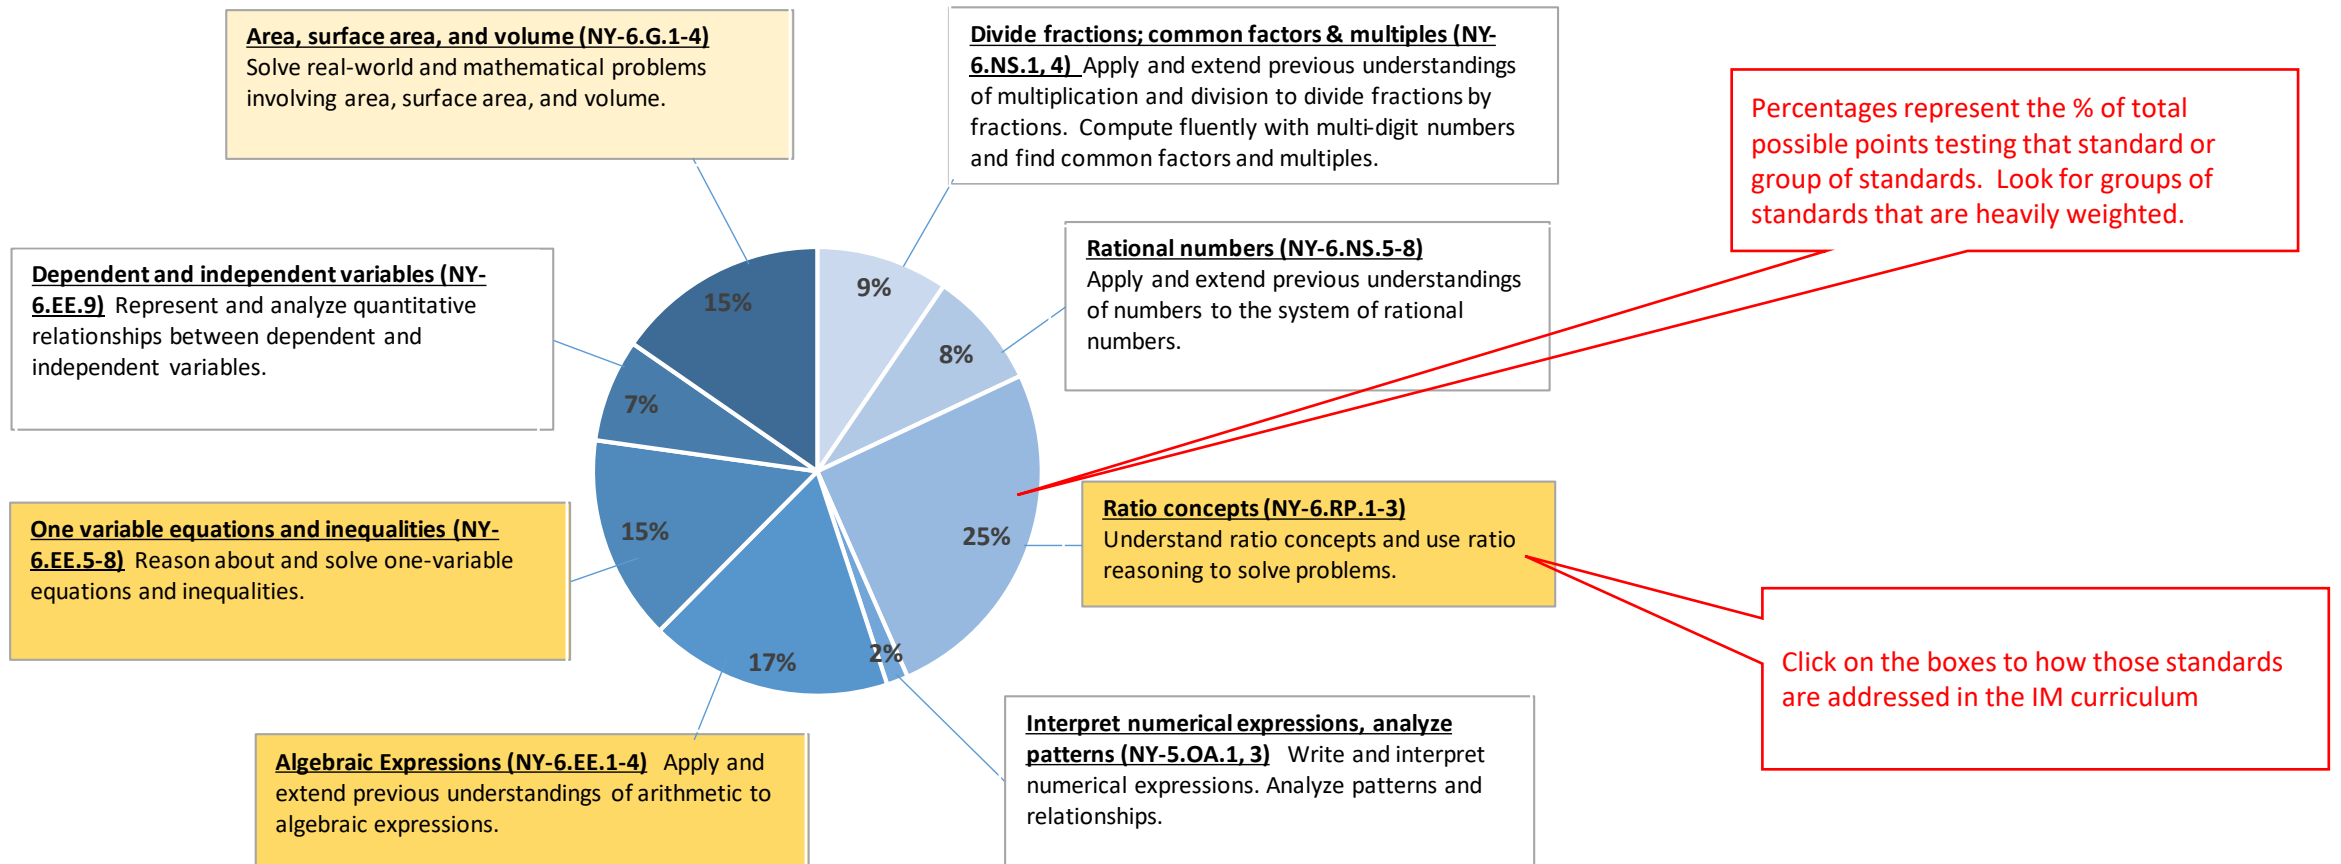 Area, surface area, and volume (NY-6.G.1-4)
Solve real-world and mathematical problems
involving area, surface area, and volume.
Divide fractions; common factors & multiples (NY-
6.NS.1, 4) Apply and extend previous understandings
of multiplication and division to divide fractions by
fractions. Compute fluently with multi-digit numbers
and find common factors and multiples.
Percentages represent the % of total
possible points testing that standard or
group of standards. Look for groups of
standards that are heavily weighted.
Dependent and independent variables (NY-
6.EE.9) Represent and analyze quantitative
relationships between dependent and
independent variables.
Rational numbers (NY-6.NS.5-8)
Apply and extend previous understandings
of numbers to the system of rational
numbers.
15%
9%
8%
7%
15%
25%
17%
2%
One variable equations and inequalities (NY-
6.EE.5-8) Reason about and solve one-variable
equations and inequalities.
Ratio concepts (NY-6.RP.1-3)
Understand ratio concepts and use ratio
reasoning to solve problems.
Click on the boxes to how those standards
are addressed in the IM curriculum
Algebraic Expressions (NY-6.EE.1-4) Apply and
extend previous understandings of arithmetic to
algebraic expressions.
Interpret numerical expressions, analyze
patterns (NY-5.OA.1, 3) Write and interpret
numerical expressions. Analyze patterns and
relationships.